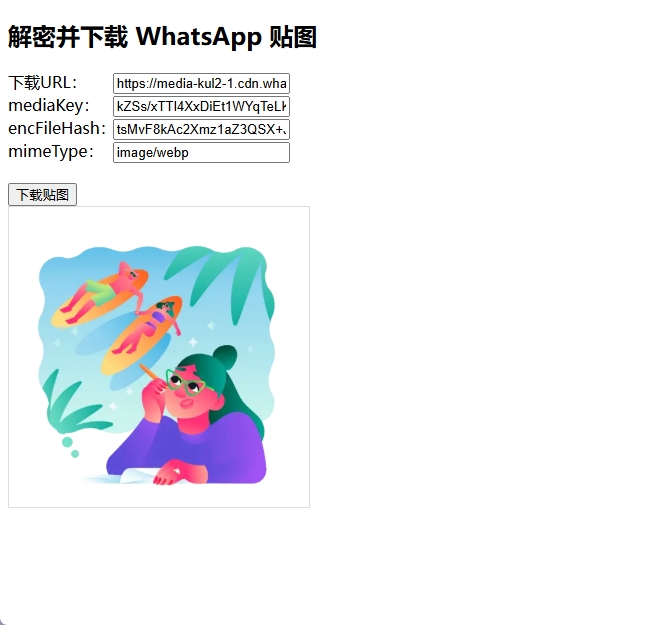 解密并下载 WhatsApp 贴图
下载URL： https://media-kul2-1.cdn.wha
mediaKey： kZSs/xTTI4XxDiEt1WYqTeLH
encFileHash： tsMvF8kAc2Xmz1aZ3QSX+
mimeType： image/webp
下载贴图